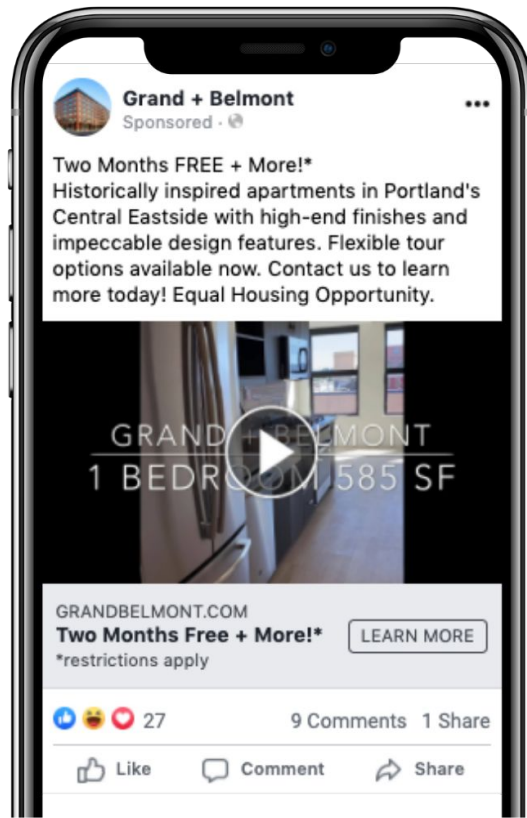 Grand + Belmont
Sponsored ·
Two Months FREE + More!*
Historically inspired apartments in Portland's
Central Eastside with high-end finishes and
impeccable design features. Flexible tour
options available now. Contact us to learn
more today! Equal Housing Opportunity.
GRAND + BELMONT
1 BEDROOM 585 SF
GRANDBELMONT.COM
Two Months Free + More!*
LEARN MORE
*restrictions apply
27
9 Comments 1 Share
Like Comment Share